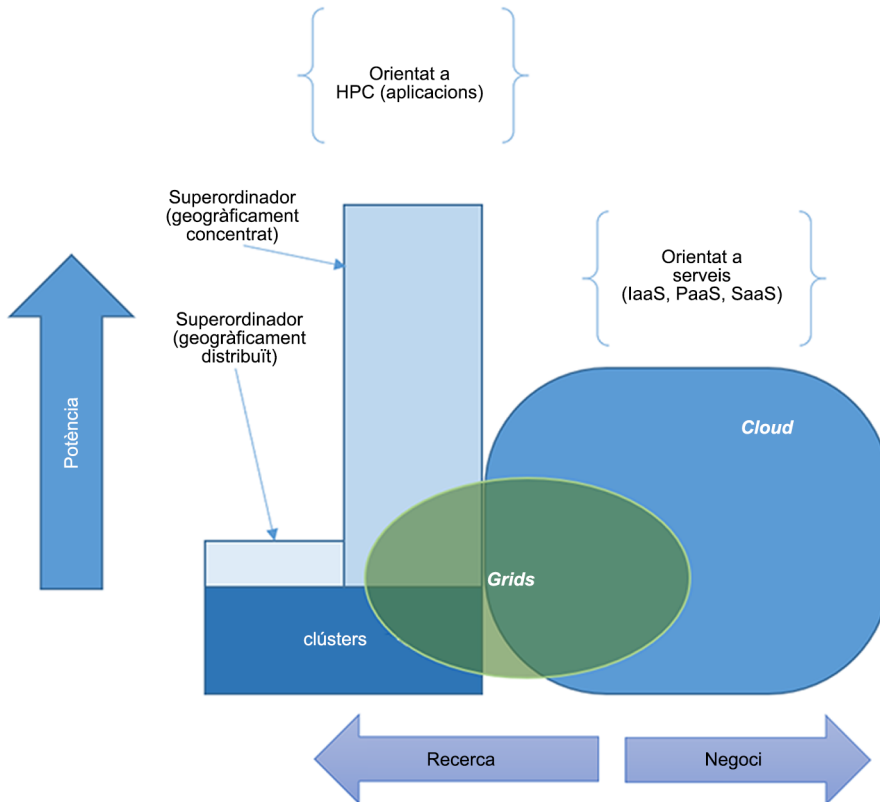 Orientat a
HPC (aplicacions)
Superordinador
(geogràficament
concentrat)
Orientat a
serveis
(IaaS, PaaS, SaaS)
Superordinador
(geogràficament
distribuït)
Potència
Cloud
Grids
clústers
Recerca
Negoci